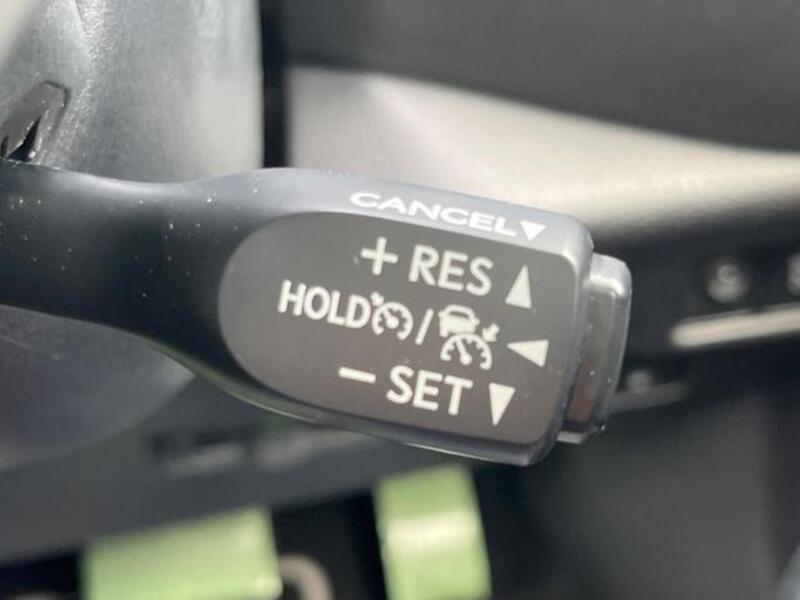 CANCEL▼
+ RES ▲
HOLD / ◀
− SET ▼